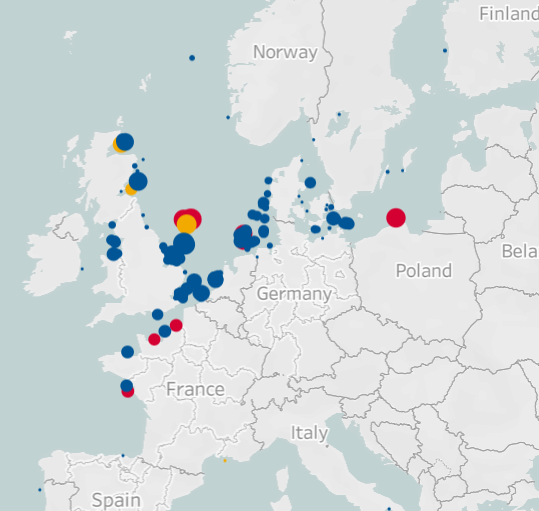 Finland
Norway
Bela
Poland
Germany
France
Italy
Spain